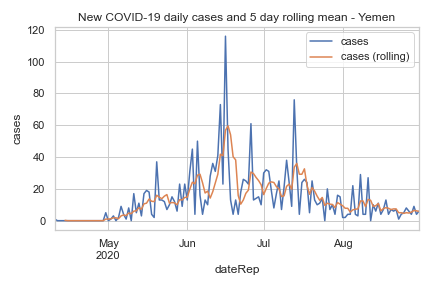 New COVID-19 daily cases and 5 day rolling mean - Yemen
120
100
80
60
40
20
0
cases
cases
cases (rolling)
May
2020
Jun
Jul
Aug
dateRep